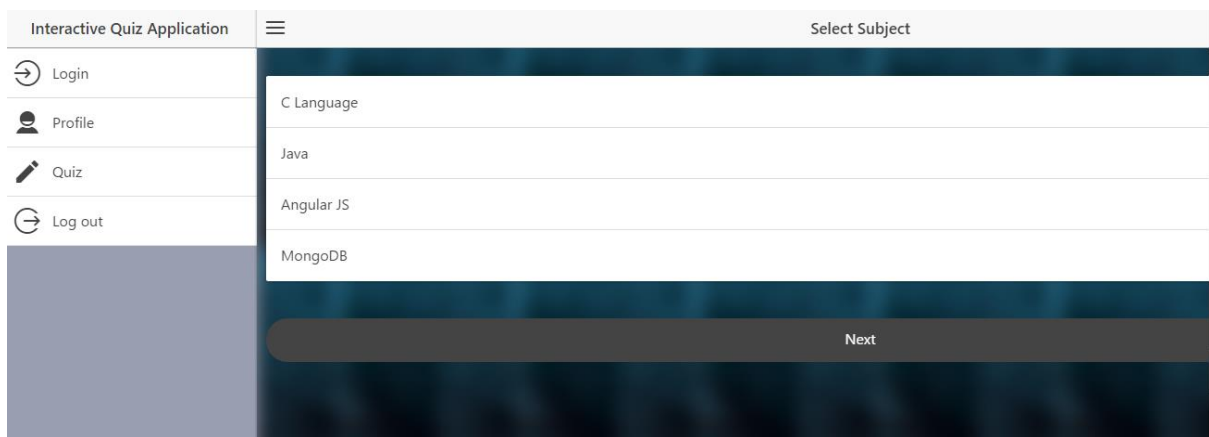 Interactive Quiz Application
Select Subject
Login
Profile
Quiz
Log out
C Language
Java
Angular JS
MongoDB
Next